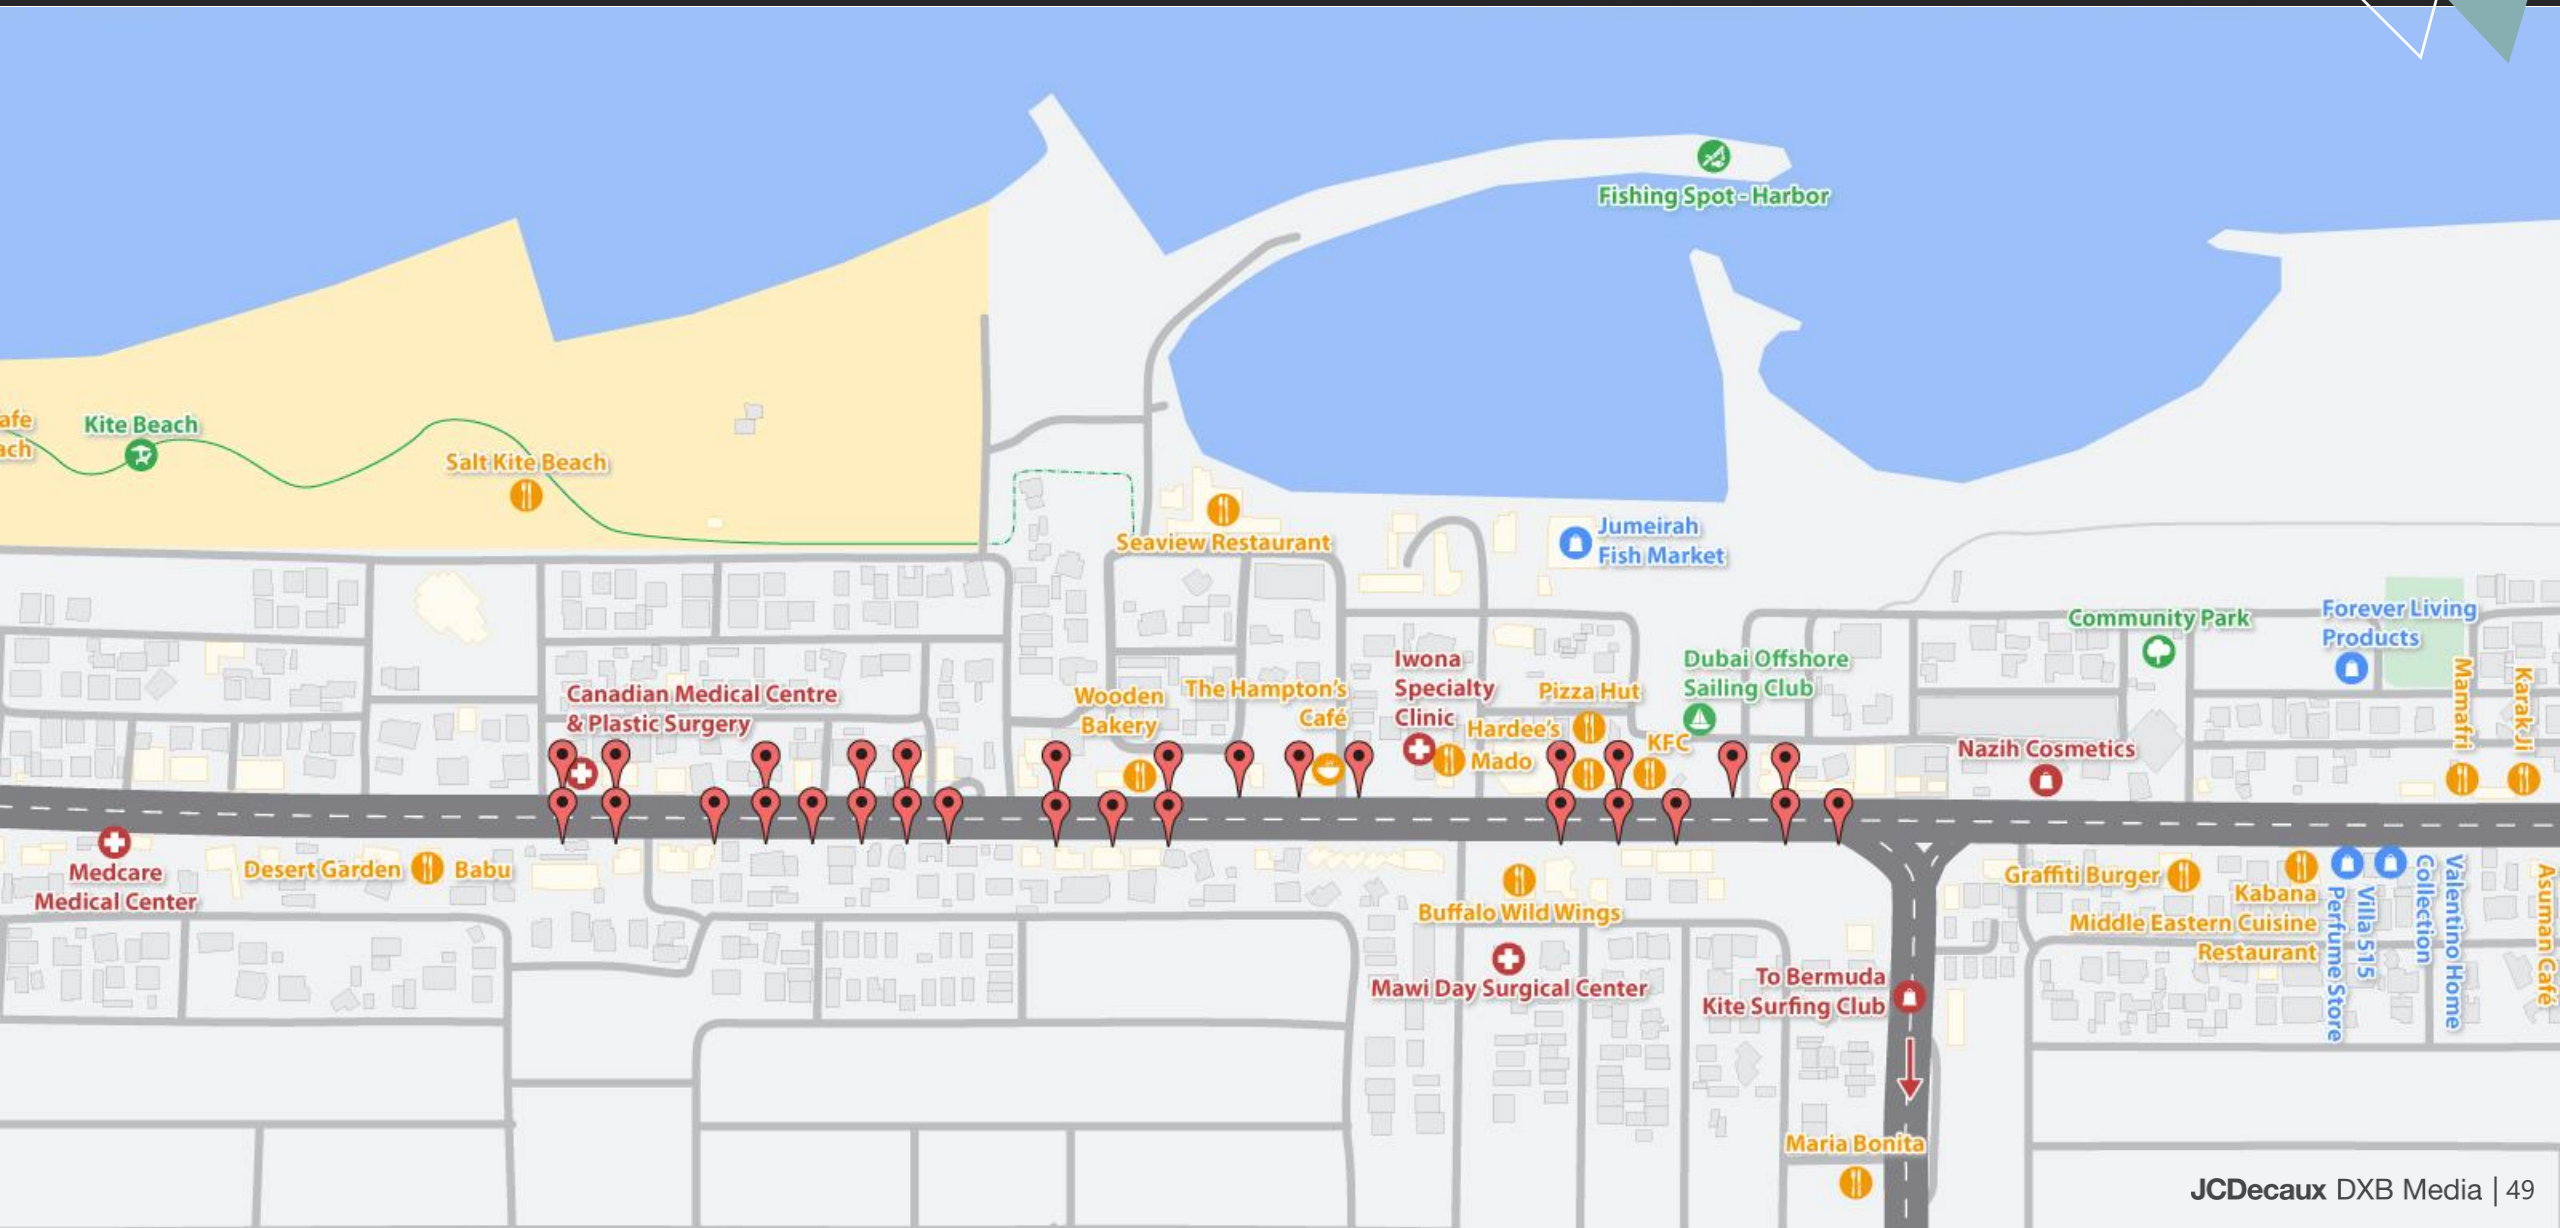 Fishing Spot - Harbor
afe
ach
Kite Beach
Salt Kite Beach
Seaview Restaurant
Jumeirah
Fish Market
Community Park
Forever Living
Products
Canadian Medical Centre
& Plastic Surgery
Wooden
Bakery
The Hampton's
Café
Iwona
Specialty
Clinic
Hardee's
Mado
Pizza Hut
KFC
Dubai Offshore
Sailing Club
Nazih Cosmetics
Mamafri
Karak Ji
Medcare
Medical Center
Desert Garden
Babu
Buffalo Wild Wings
Mawi Day Surgical Center
To Bermuda
Kite Surfing Club
Graffiti Burger
Kabana
Middle Eastern Cuisine
Restaurant
Villa 515
Perfume Store
Valentino Home
Collection
Asuman Café
Maria Bonita
JCDecaux DXB Media | 49